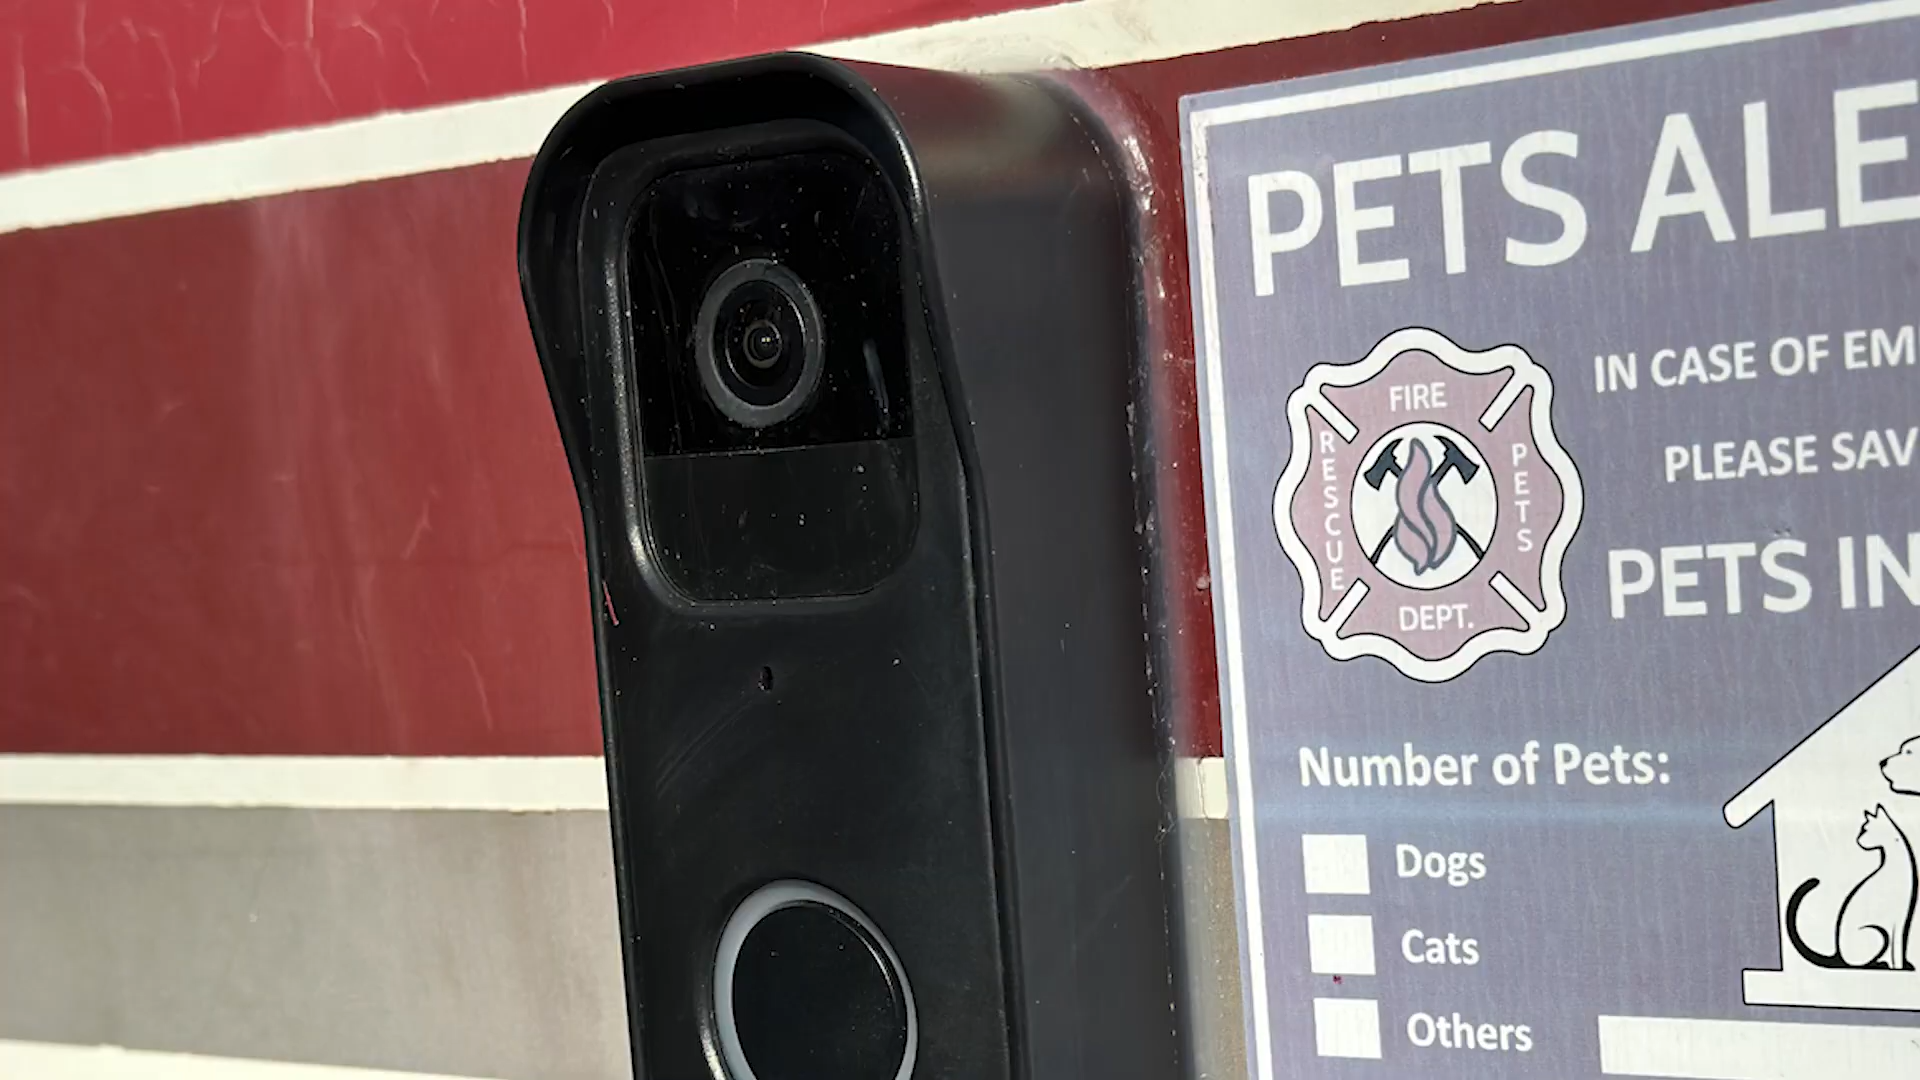 PETS ALE
IN CASE OF EM
PLEASE SAV
PETS IN
FIRE
RESCUE
PETS
DEPT.
Number of Pets:
Dogs
Cats
Others